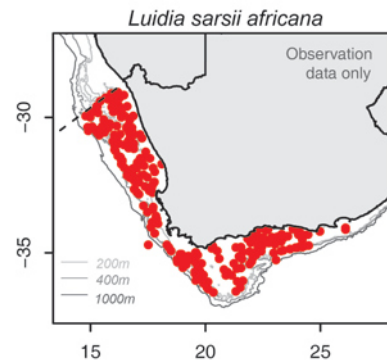 Luidia sarsii africana
Observation
data only
−30
−35
200m
400m
1000m
15 20 25